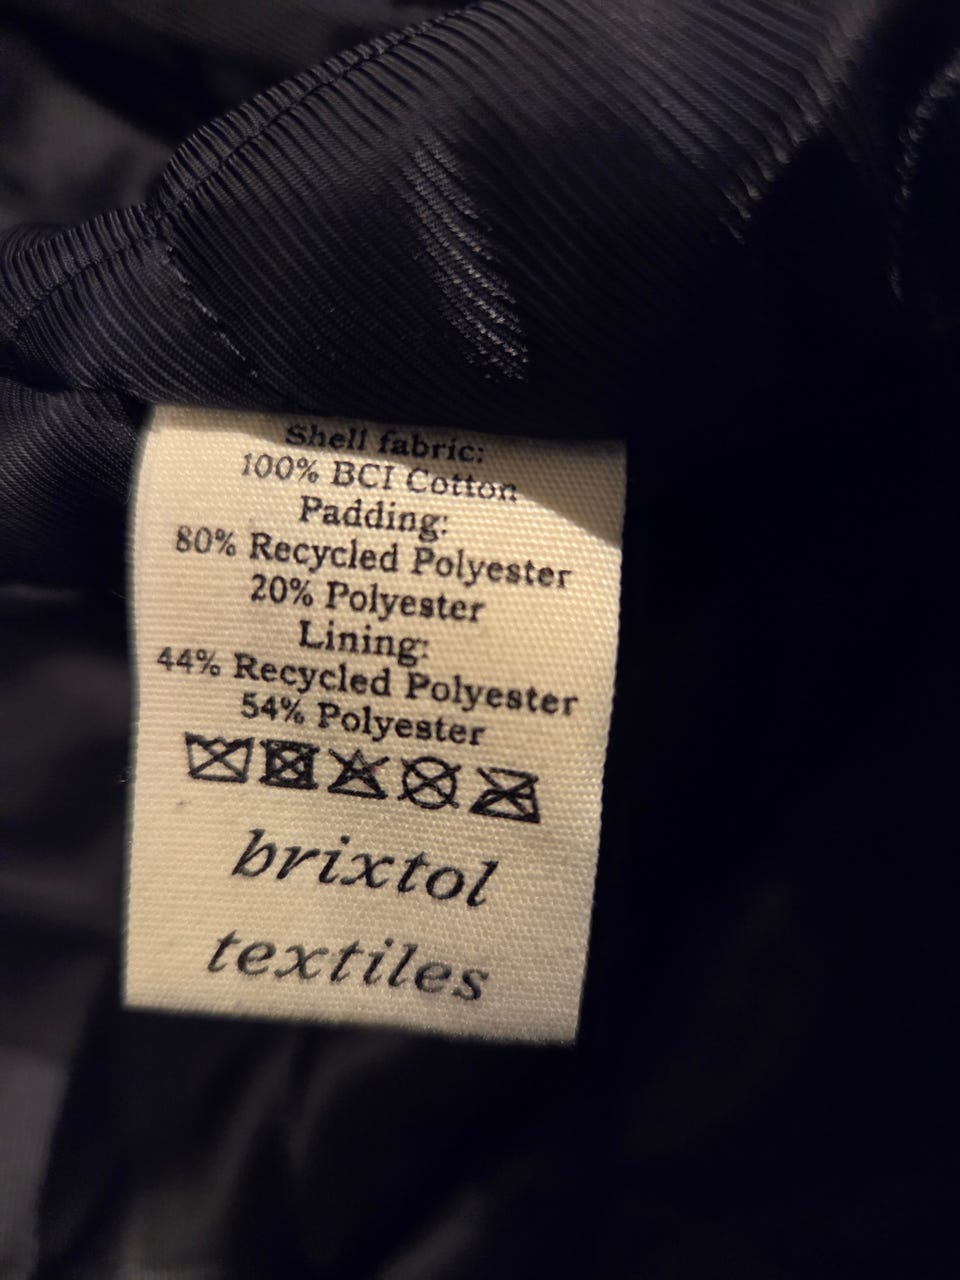 Shell fabric:
100% BCI Cotton
Padding:
80% Recycled Polyester
20% Polyester
Lining:
44% Recycled Polyester
54% Polyester
brixtol
textiles